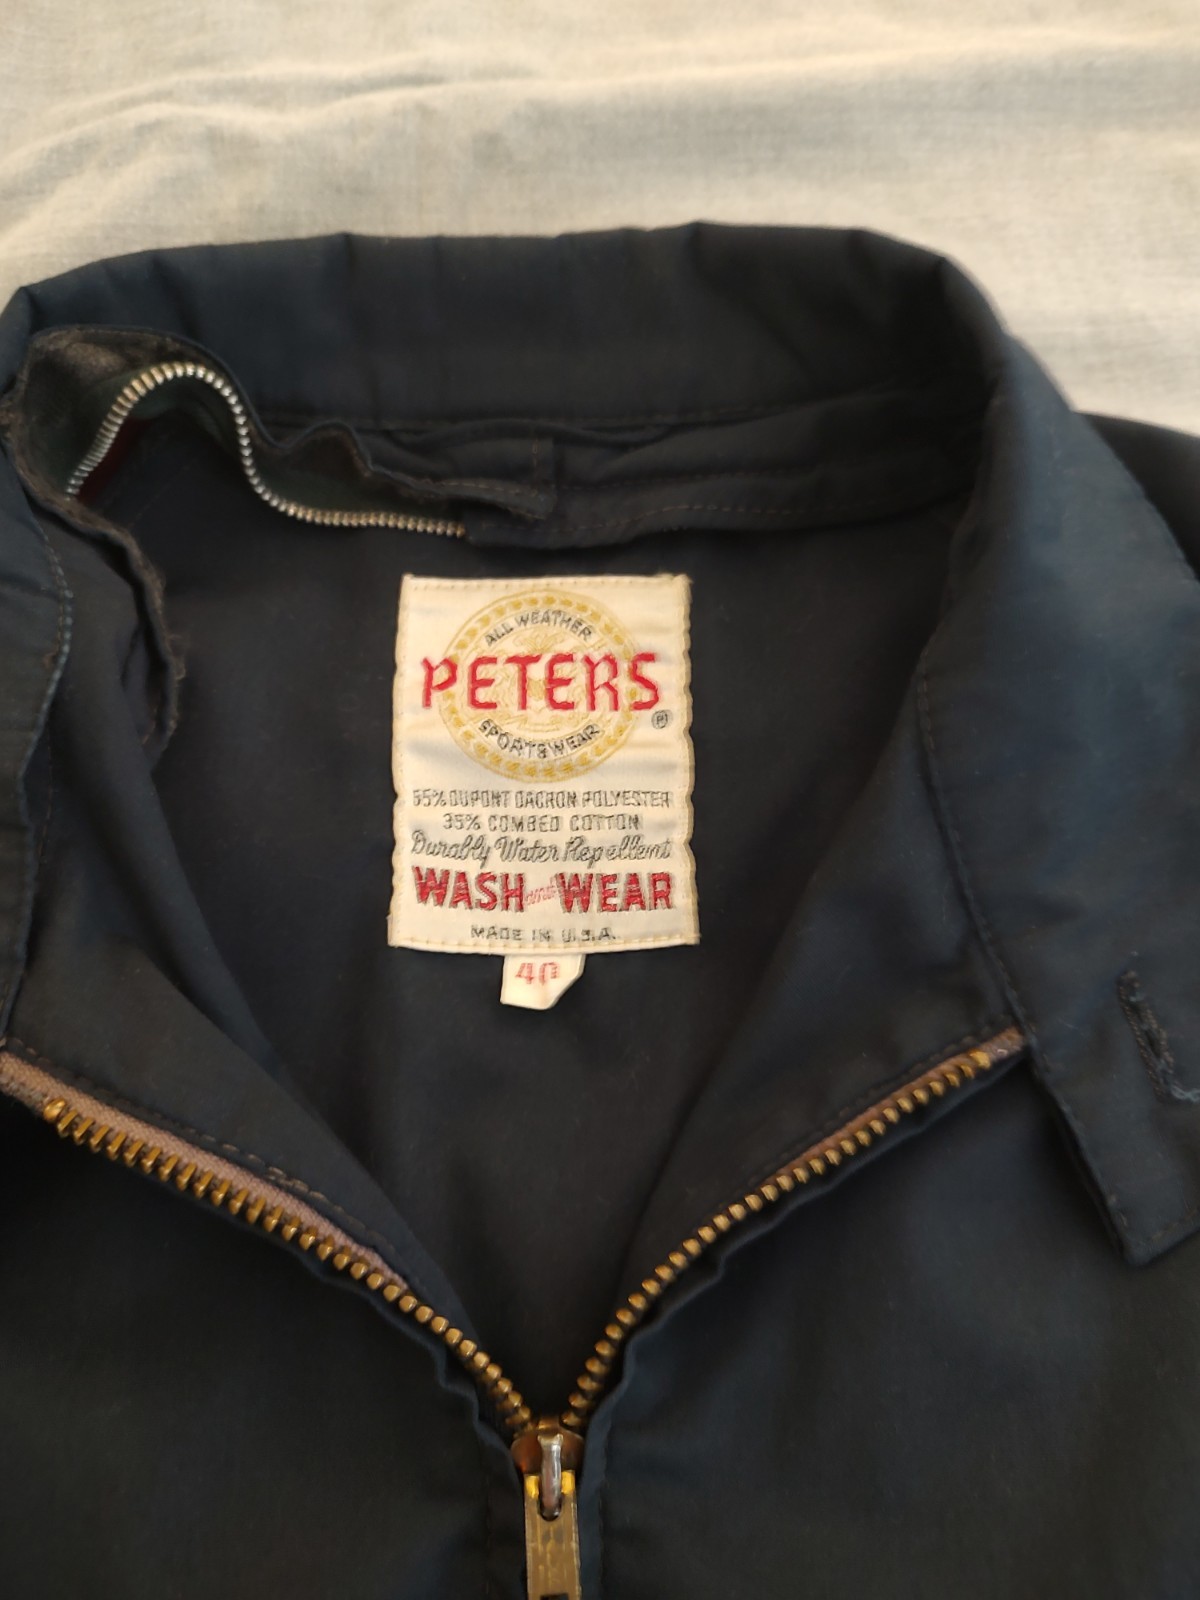 ALL WEATHER
PETERS ®
SPORTSWEAR
65% DUPONT DACRON POLYESTER
35% COMBED COTTON
Durably Water Repellent
WASH and WEAR
MADE IN U.S.A.
40